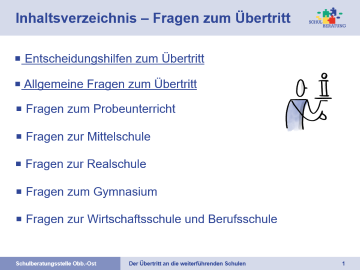 Inhaltsverzeichnis – Fragen zum Übertritt
SCHULBERATUNG
Entscheidungshilfen zum Übertritt
Allgemeine Fragen zum Übertritt
Fragen zum Probeunterricht
Fragen zur Mittelschule
Fragen zur Realschule
Fragen zum Gymnasium
Fragen zur Wirtschaftsschule und Berufsschule
Schulberatungsstelle Obb.-Ost
Der Übertritt an die weiterführenden Schulen
1